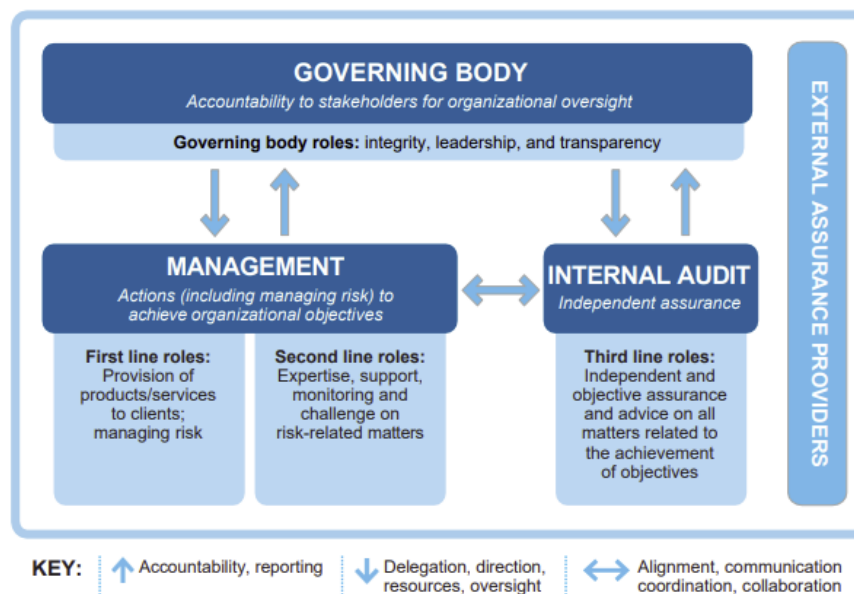 GOVERNING BODY
Accountability to stakeholders for organizational oversight
Governing body roles: integrity, leadership, and transparency
MANAGEMENT
Actions (including managing risk) to
achieve organizational objectives
First line roles:
Provision of
products/services
to clients;
managing risk
Second line roles:
Expertise, support,
monitoring and
challenge on
risk-related matters
INTERNAL AUDIT
Independent assurance
Third line roles:
Independent and
objective assurance
and advice on all
matters related to
the achievement
of objectives
EXTERNAL ASSURANCE PROVIDERS
KEY:
Accountability, reporting
Delegation, direction,
resources, oversight
Alignment, communication
coordination, collaboration